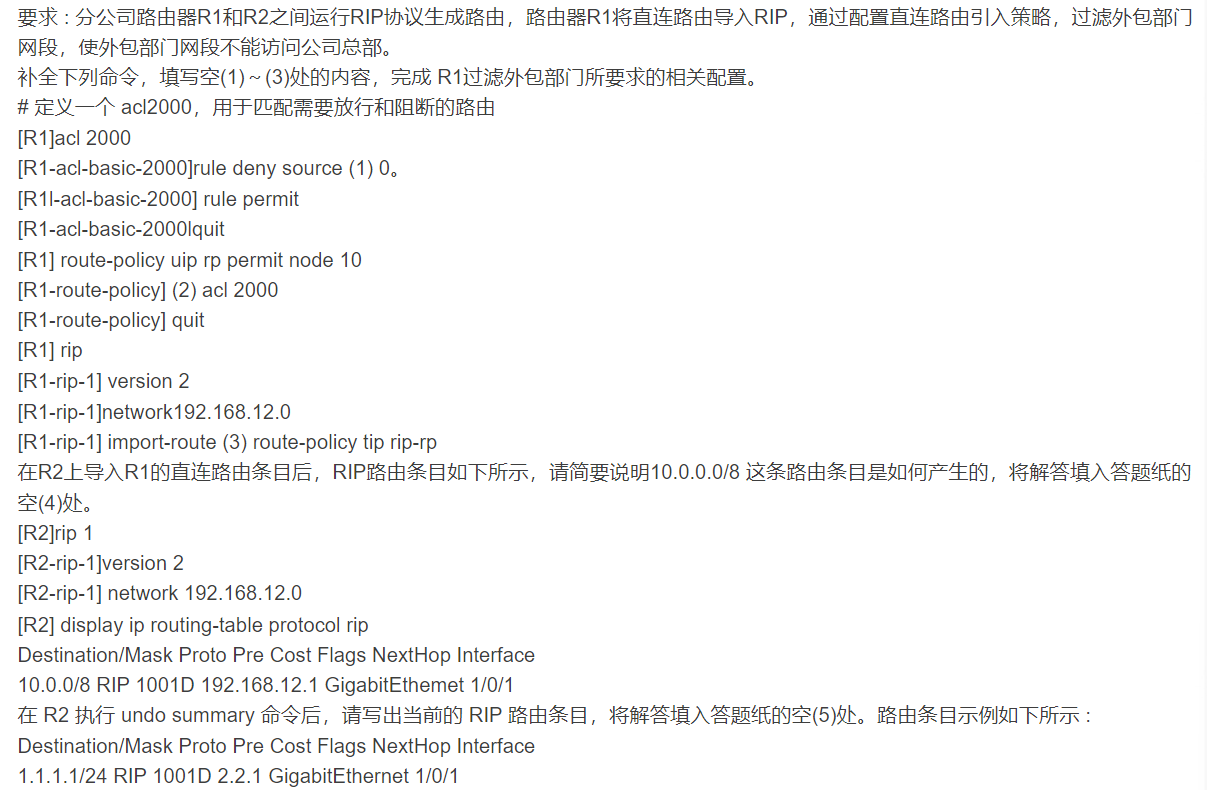 要求：分公司路由器R1和R2之间运行RIP协议生成路由，路由器R1将直连路由导入RIP，通过配置直连路由引入策略，过滤外包部门
网段，使外包部门网段不能访问公司总部。
补全下列命令，填写空(1)～(3)处的内容，完成 R1过滤外包部门所要求的相关配置。
# 定义一个 acl2000，用于匹配需要放行和阻断的路由
[R1]acl 2000
[R1-acl-basic-2000]rule deny source (1) 0。
[R1l-acl-basic-2000] rule permit
[R1-acl-basic-2000lquit
[R1] route-policy uip rp permit node 10
[R1-route-policy] (2) acl 2000
[R1-route-policy] quit
[R1] rip
[R1-rip-1] version 2
[R1-rip-1]network192.168.12.0
[R1-rip-1] import-route (3) route-policy tip rip-rp
在R2上导入R1的直连路由条目后，RIP路由条目如下所示，请简要说明10.0.0.0/8 这条路由条目是如何产生的，将解答填入答题纸的
空(4)处。
[R2]rip 1
[R2-rip-1]version 2
[R2-rip-1] network 192.168.12.0
[R2] display ip routing-table protocol rip
Destination/Mask Proto Pre Cost Flags NextHop Interface
10.0.0/8 RIP 1001D 192.168.12.1 GigabitEthemet 1/0/1
在 R2 执行 undo summary 命令后，请写出当前的 RIP 路由条目，将解答填入答题纸的空(5)处。路由条目示例如下所示：
Destination/Mask Proto Pre Cost Flags NextHop Interface
1.1.1.1/24 RIP 1001D 2.2.1 GigabitEthernet 1/0/1